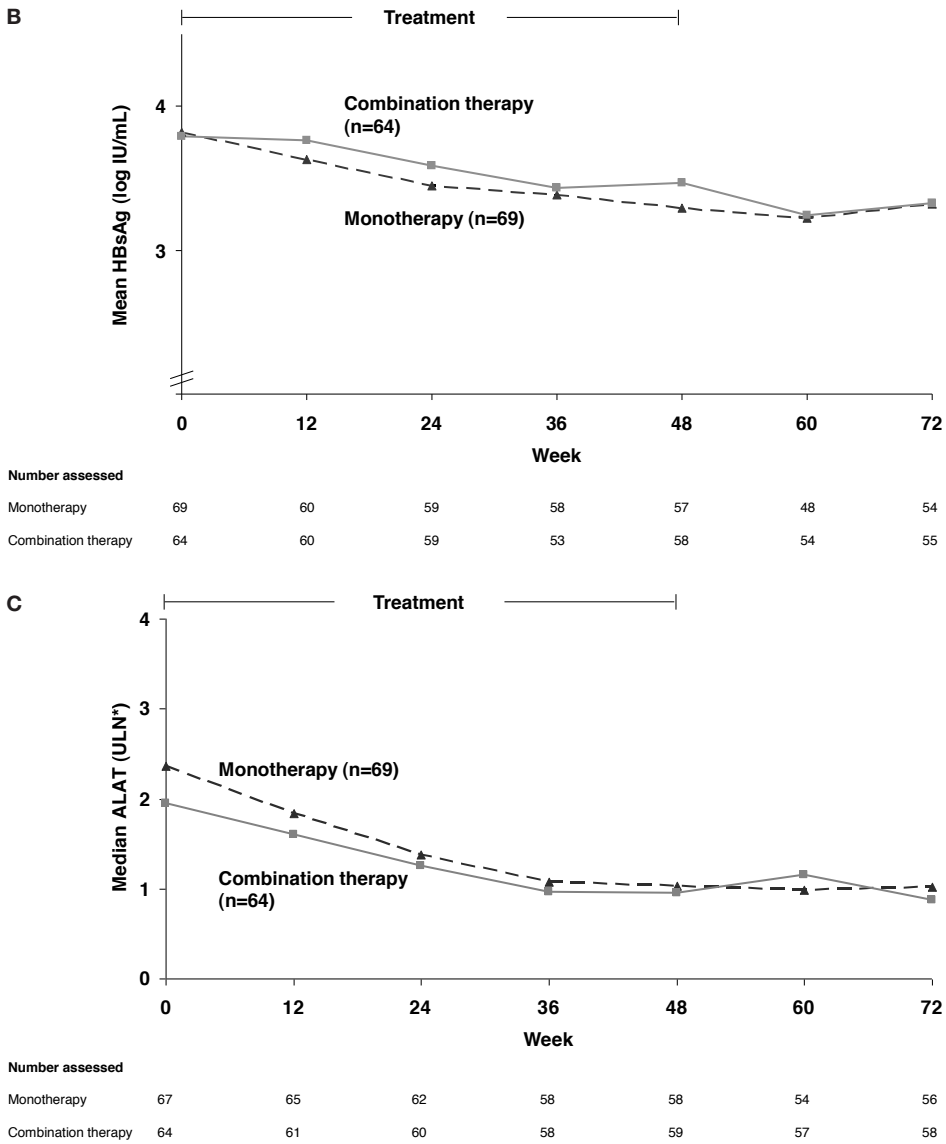 B
Treatment
Mean HBsAg (log IU/mL)
4
3
Combination therapy
(n=64)
Monotherapy (n=69)
0 12 24 36 48 60 72
Week
Number assessed
Monotherapy 69 60 59 58 57 48 54
Combination therapy 64 60 59 53 58 54 55
C
Treatment
Median ALAT (ULN*)
4
3
2
1
0
Monotherapy (n=69)
Combination therapy
(n=64)
0 12 24 36 48 60 72
Week
Number assessed
Monotherapy 67 65 62 58 58 54 56
Combination therapy 64 61 60 58 59 57 58